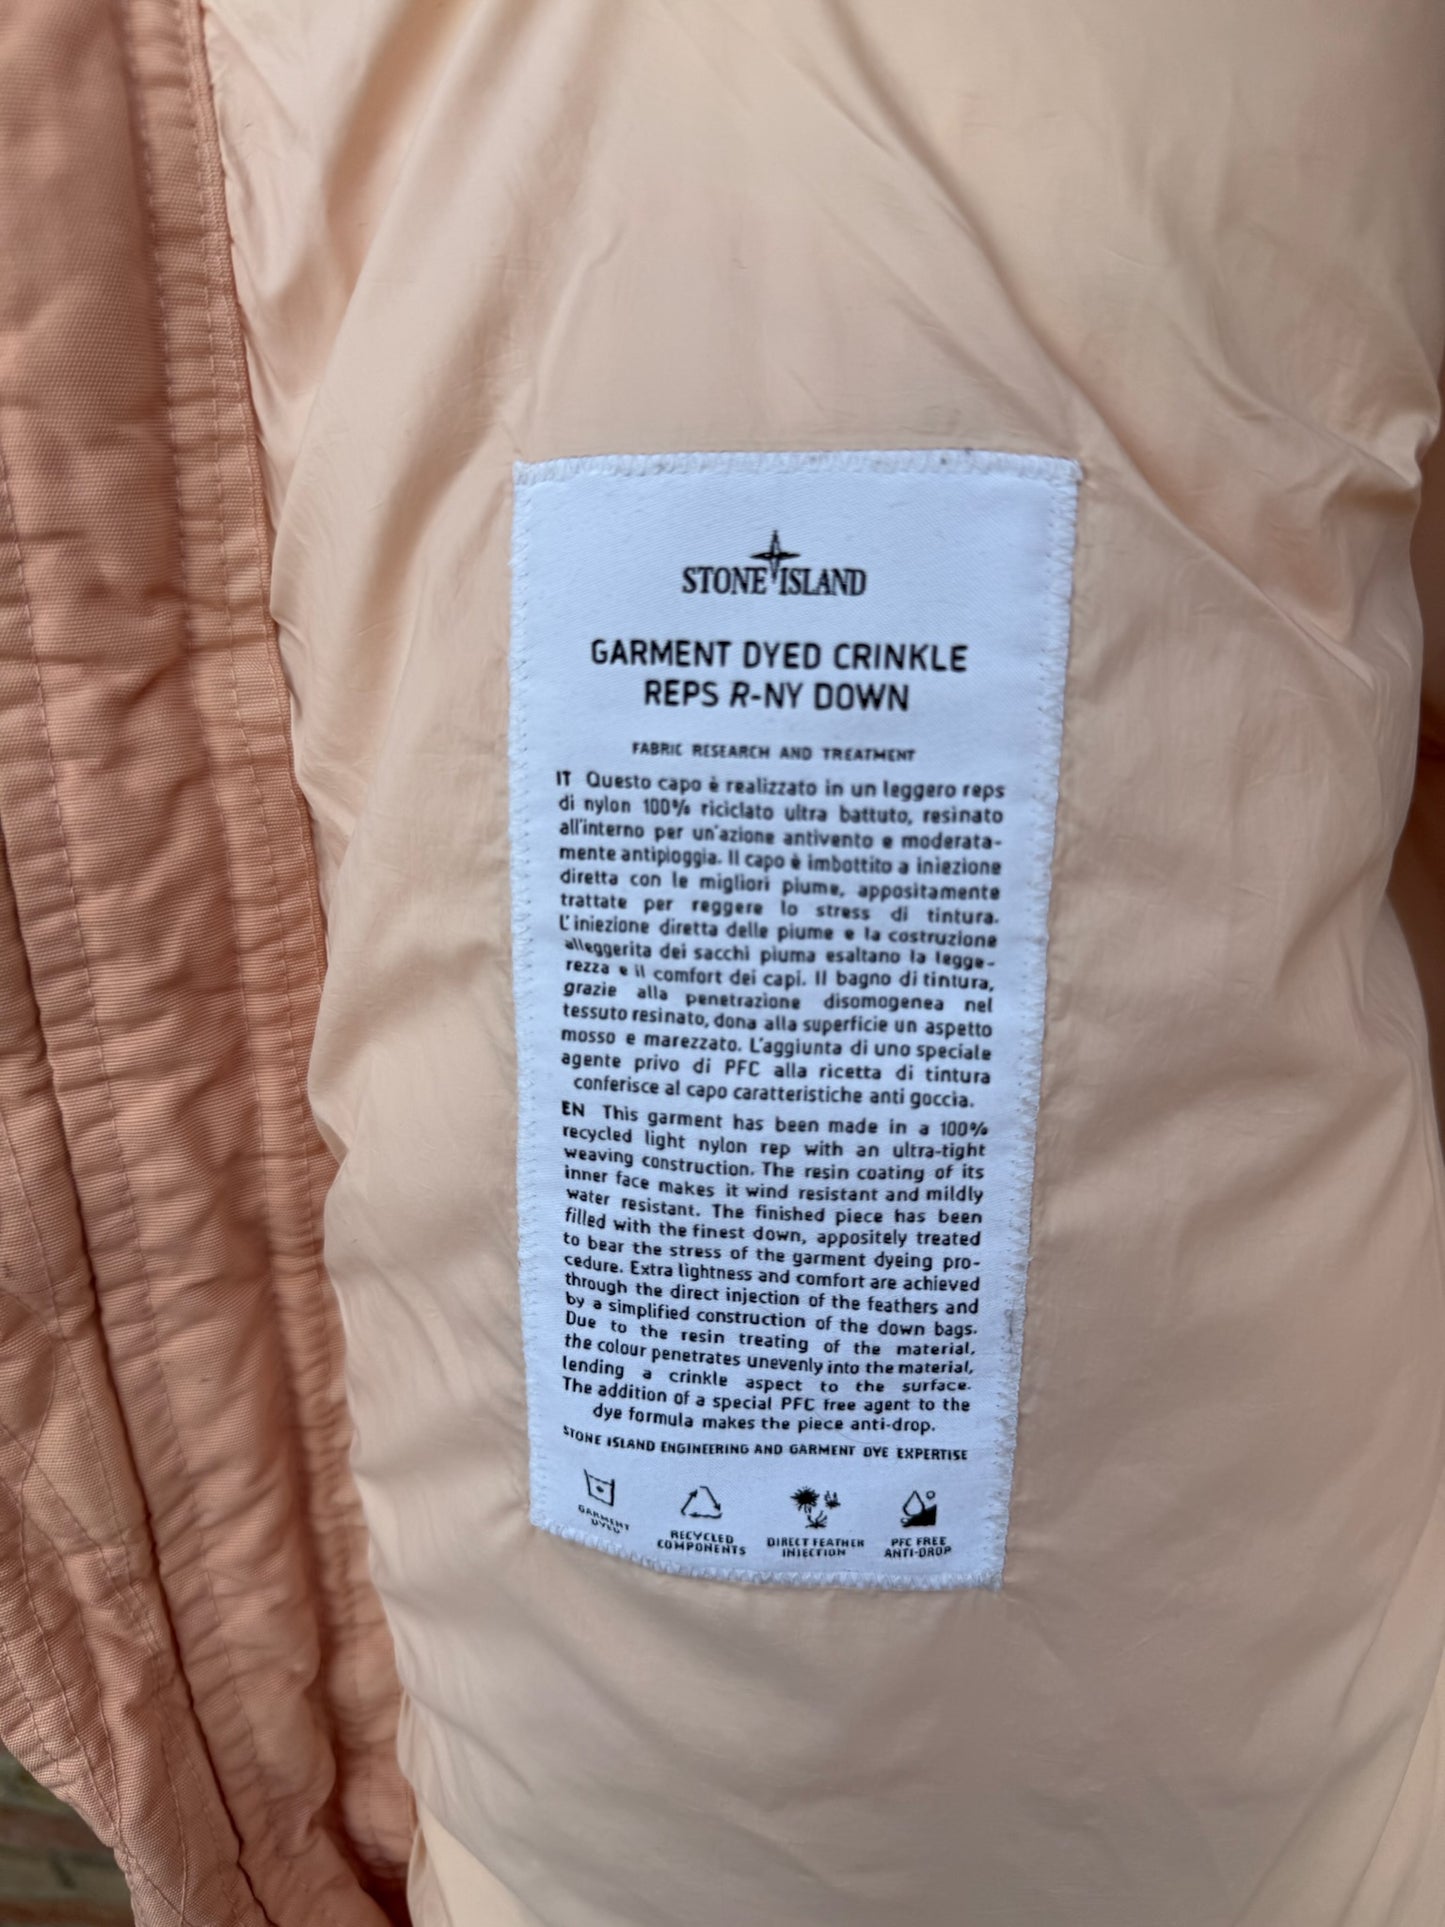 STONE ISLAND
GARMENT DYED CRINKLE
REPS R-NY DOWN
FABRIC RESEARCH AND TREATMENT
IT Questo capo è realizzato in un leggero reps
di nylon 100% riciclato ultra battuto, resinato
all'interno per un'azione antivento e moderata-
mente antipioggia. Il capo è imbottito a iniezione
diretta con le migliori piume, appositamente
trattate per reggere lo stress di tintura.
L'iniezione diretta delle piume e la costruzione
alleggerita dei sacchi piuma esaltano la legge-
rezza e il comfort dei capi. Il bagno di tintura,
grazie alla penetrazione disomogenea nel
tessuto resinato, dona alla superficie un aspetto
mosso e marezzato. L'aggiunta di uno speciale
agente privo di PFC alla ricetta di tintura
conferisce al capo caratteristiche anti goccia.
EN This garment has been made in a 100%
recycled light nylon rep with an ultra-tight
weaving construction. The resin coating of its
inner face makes it wind resistant and mildly
water resistant. The finished piece has been
filled with the finest down, appositely treated
to bear the stress of the garment dyeing pro-
cedure. Extra lightness and comfort are achieved
through the direct injection of the feathers and
by a simplified construction of the down bags.
Due to the resin treating of the material,
the colour penetrates unevenly into the material,
lending a crinkle aspect to the surface.
The addition of a special PFC free agent to the
dye formula makes the piece anti-drop.
STONE ISLAND ENGINEERING AND GARMENT DYE EXPERTISE
GARMENT
DYED
RECYCLED
COMPONENTS
DIRECT FEATHER
INJECTION
PFC FREE
ANTI-DROP